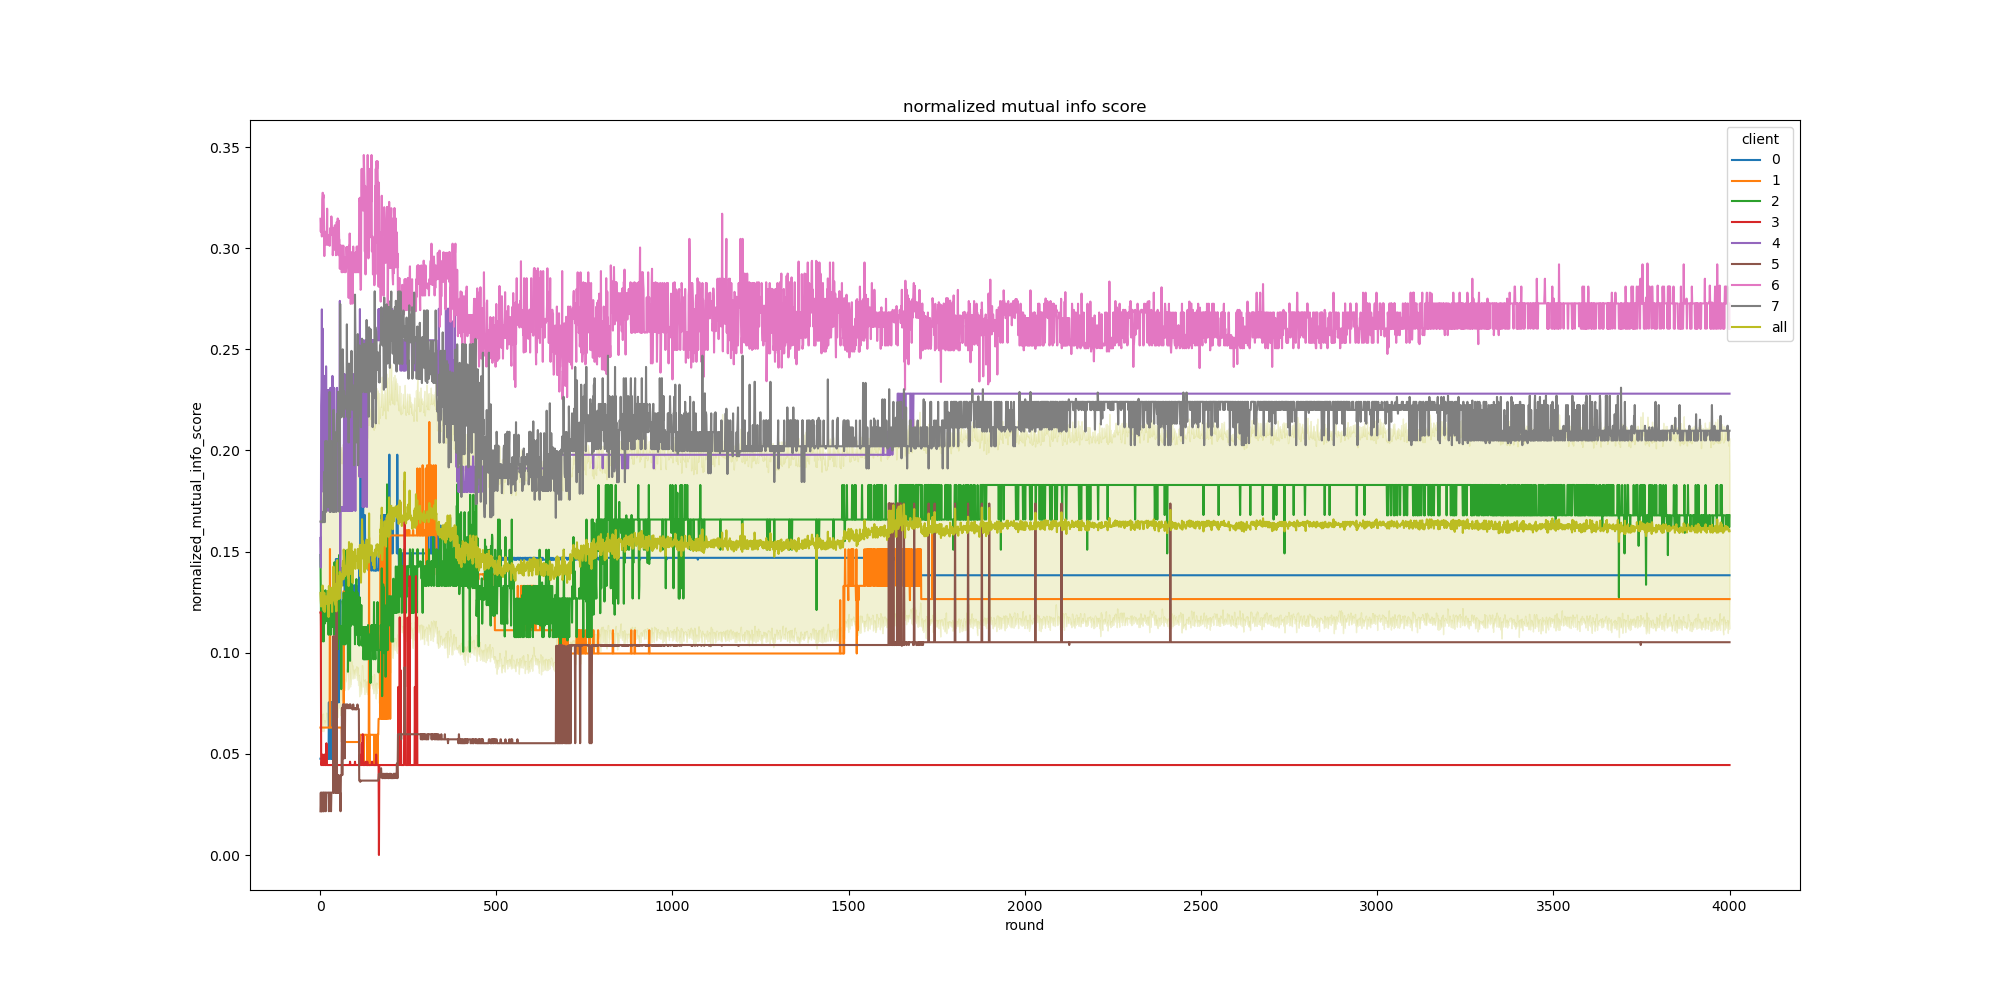 normalized mutual info score
normalized_mutual_info_score
0.35
0.30
0.25
0.20
0.15
0.10
0.05
0.00
0 500 1000 1500 2000 2500 3000 3500 4000
round
client
0
1
2
3
4
5
6
7
all